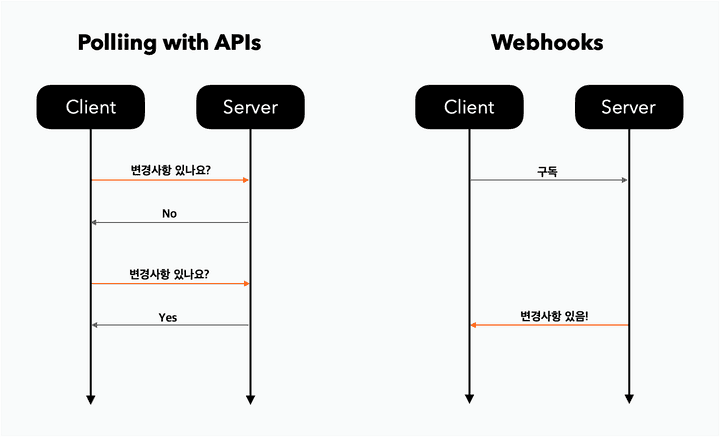 Polliing with APIs
Client
Server
변경사항 있나요?
No
변경사항 있나요?
Yes
Webhooks
Client
Server
구독
변경사항 있음!